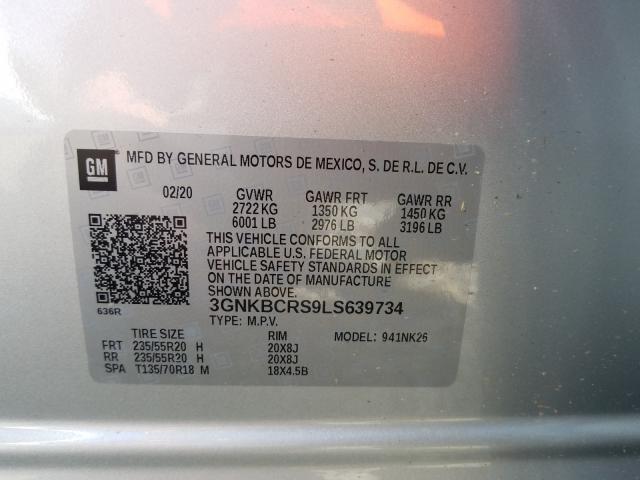 GM
MFD BY GENERAL MOTORS DE MEXICO, S. DE R.L. DE C.V.
02/20 GVWR GAWR FRT GAWR RR
2722 KG 1350 KG 1450 KG
6001 LB 2976 LB 3196 LB
THIS VEHICLE CONFORMS TO ALL
APPLICABLE U.S. FEDERAL MOTOR
VEHICLE SAFETY STANDARDS IN EFFECT
ON THE DATE OF MANUFACTURE
SHOWN ABOVE.
636R
3GNKBCRS9LS639734
TYPE: M.P.V.
TIRE SIZE RIM MODEL: 941NK26
FRT 235/55R20 H 20X8J
RR 235/55R20 H 20X8J
SPA T135/70R18 M 18X4.5B